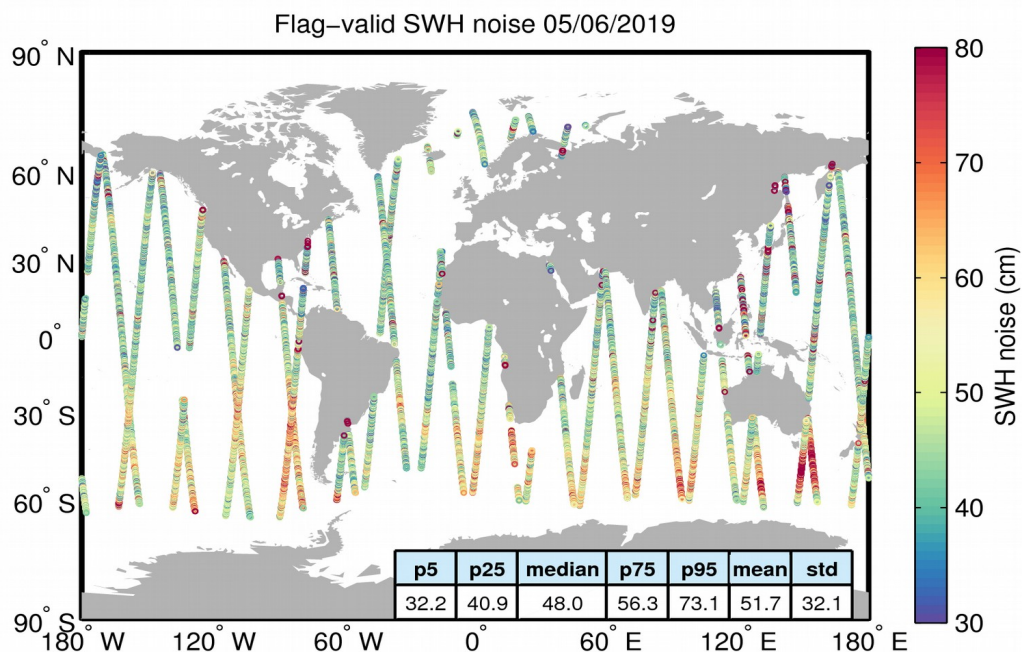 Flag−valid SWH noise 05/06/2019
90° N
60° N
30° N
0°
30° S
60° S
90° S
180° W
120° W
60° W
0°
60° E
120° E
180° E
p5 p25 median p75 p95 mean std
32.2 40.9 48.0 56.3 73.1 51.7 32.1
80
70
60
50
40
30
SWH noise (cm)